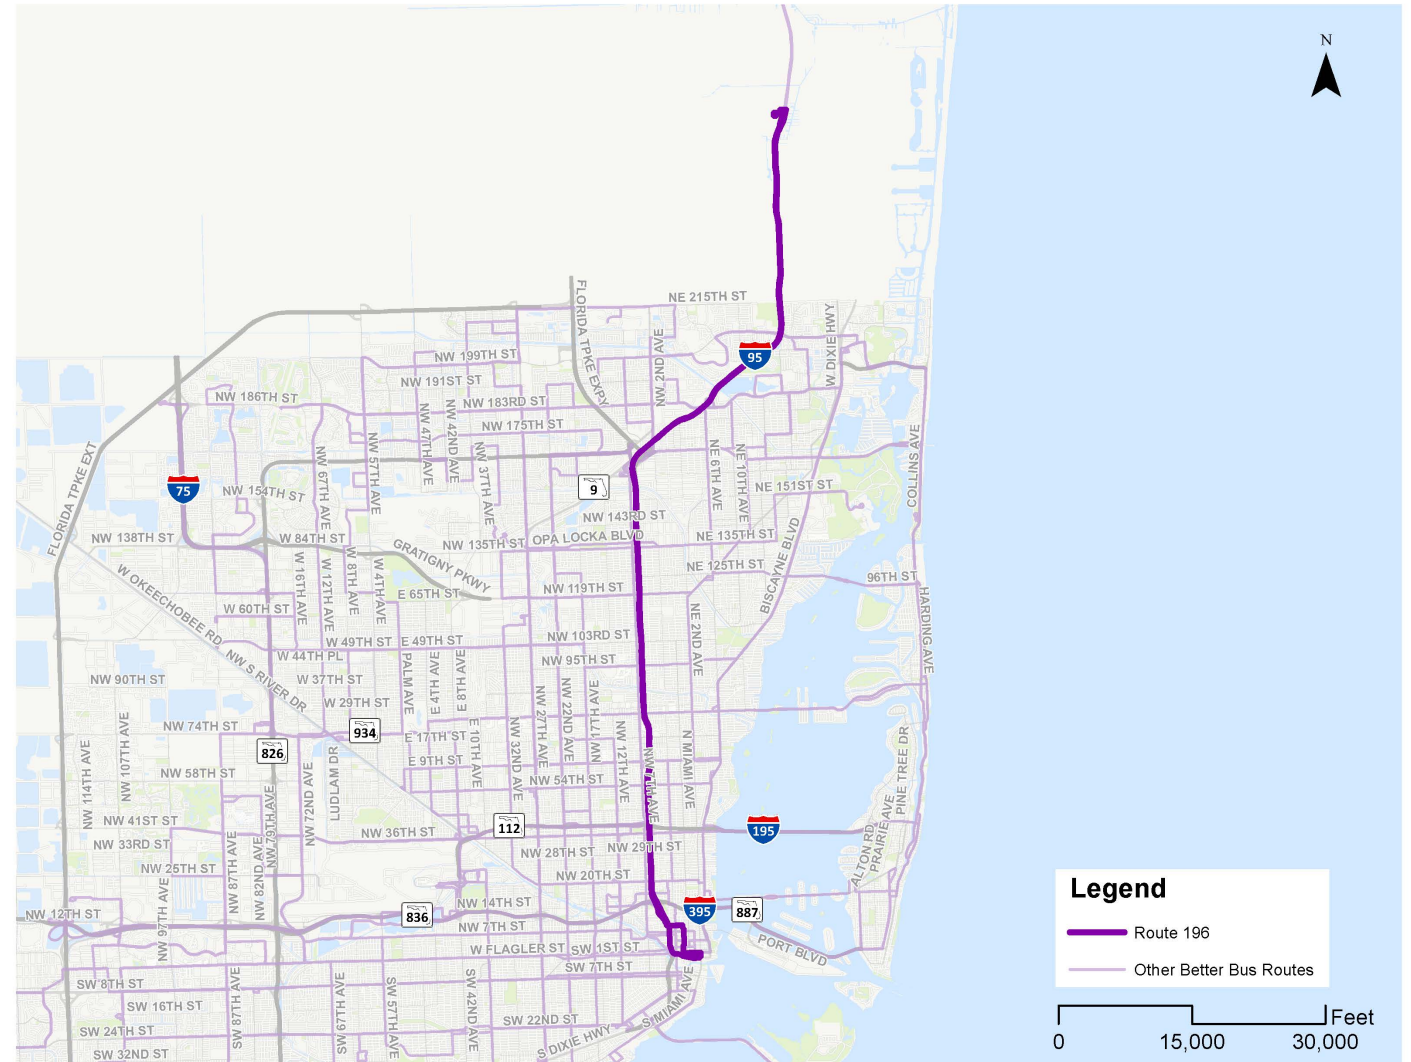 N
NE 215TH ST
FLORIDA TPKE EXPY
NW 2ND AVE
W DIXIE HWY
95
NW 199TH ST
NW 191ST ST
NW 186TH ST
NW 183RD ST
NW 175TH ST
NW 47TH AVE
NW 42ND AVE
NW 57TH AVE
NW 67TH AVE
NW 37TH AVE
NE 6TH AVE
NE 10TH AVE
COLLINS AVE
FLORIDA TPKE EXT
75
NW 154TH ST
9
NE 151ST ST
NW 143RD ST
NW 138TH ST
W 84TH ST
GRATIGNY PKWY
NW 135TH ST
OPA LOCKA BLVD
NE 135TH ST
BISCAYNE BLVD
W OKEECHOBEE RD
W 16TH AVE
W 12TH AVE
W 8TH AVE
W 4TH AVE
NE 125TH ST
96TH ST
E 65TH ST
NW 119TH ST
HARDING AVE
W 60TH ST
NE 2ND AVE
W 49TH ST
E 49TH ST
NW 103RD ST
W 44TH PL
NW 95TH ST
NW S RIVER DR
PALM AVE
E 4TH AVE
E 8TH AVE
NW 90TH ST
W 37TH ST
W 29TH ST
NW 27TH AVE
NW 22ND AVE
NW 17TH AVE
NW 74TH ST
934
826
E 17TH ST
E 10TH AVE
NW 32ND AVE
NW 12TH AVE
NW 7TH AVE
N MIAMI AVE
PINE TREE DR
NW 114TH AVE
NW 107TH AVE
NW 58TH ST
E 9TH ST
NW 54TH ST
NW 72ND AVE
LUDLAM DR
NW 79TH AVE
NW 41ST ST
NW 36TH ST
112
195
NW 33RD ST
NW 28TH ST
NW 29TH ST
ALTON RD
PRAIRIE AVE
NW 25TH ST
NW 87TH AVE
NW 82ND AVE
NW 20TH ST
NW 97TH AVE
NW 12TH ST
836
NW 14TH ST
395
887
NW 7TH ST
W FLAGLER ST
SW 1ST ST
PORT BLVD
SW 7TH ST
SW 8TH ST
SW 87TH AVE
SW 67TH AVE
SW 57TH AVE
SW 42ND AVE
S MIAMI AVE
SW 16TH ST
SW 22ND ST
SW 24TH ST
S DIXIE HWY
SW 32ND ST
Legend
Route 196
Other Better Bus Routes
Feet
0 15,000 30,000